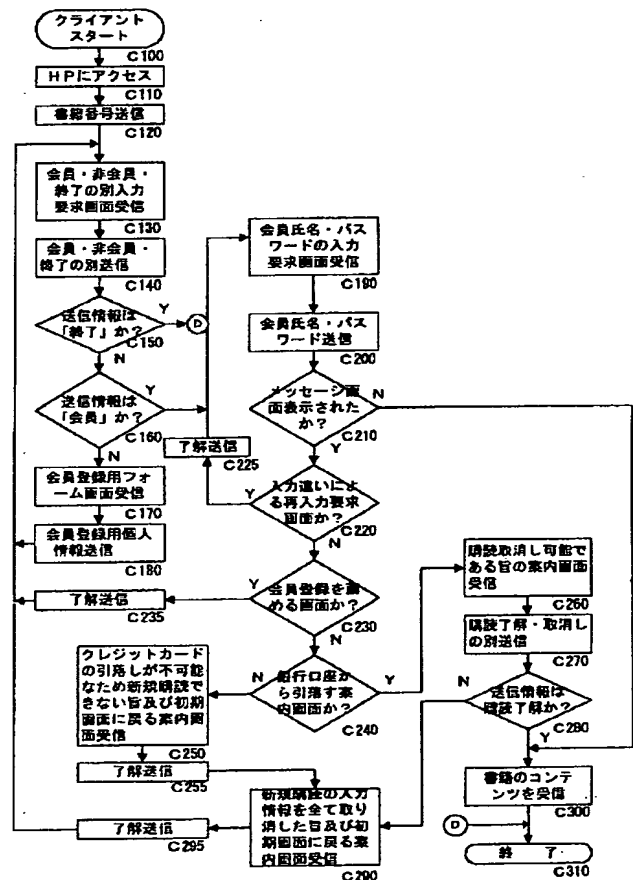 クライアント
スタート
C100
HPにアクセス
C110
書籍番号送信
C120
会員・非会員・
終了の別入力
要求画面受信
C130
会員・非会員・
終了の別送信
C140
送信情報は
「終了」か？
C150
Y
D
N
送信情報は
「会員」か？
C160
Y
N
会員登録用フォ
ーム画面受信
C170
会員登録用個人
情報送信
C180
会員氏名・パス
ワードの入力
要求画面受信
C190
会員氏名・パス
ワード送信
C200
メッセージ画
面表示された
か？
C210
N
Y
了解送信
C225
入力違いによ
る再入力要求
画面か？
C220
Y
N
会員登録を薦
める画面か？
C230
Y
N
了解送信
C235
銀行口座か
ら引落す案
内画面か？
C240
N
Y
クレジットカード
の引落しが不可能
なため新規購読で
きない旨及び初期
画面に戻る案内画
面受信
C250
了解送信
C255
購読取消し可能で
ある旨の案内画面
受信
C260
購読了解・取消し
の別送信
C270
送信情報は
購読了解か？
C280
N
Y
新規購読の入力
情報を全て取り
消した旨及び初
期画面に戻る案
内画面受信
C290
了解送信
C295
書籍のコンテ
ンツを受信
C300
D
終　了
C310